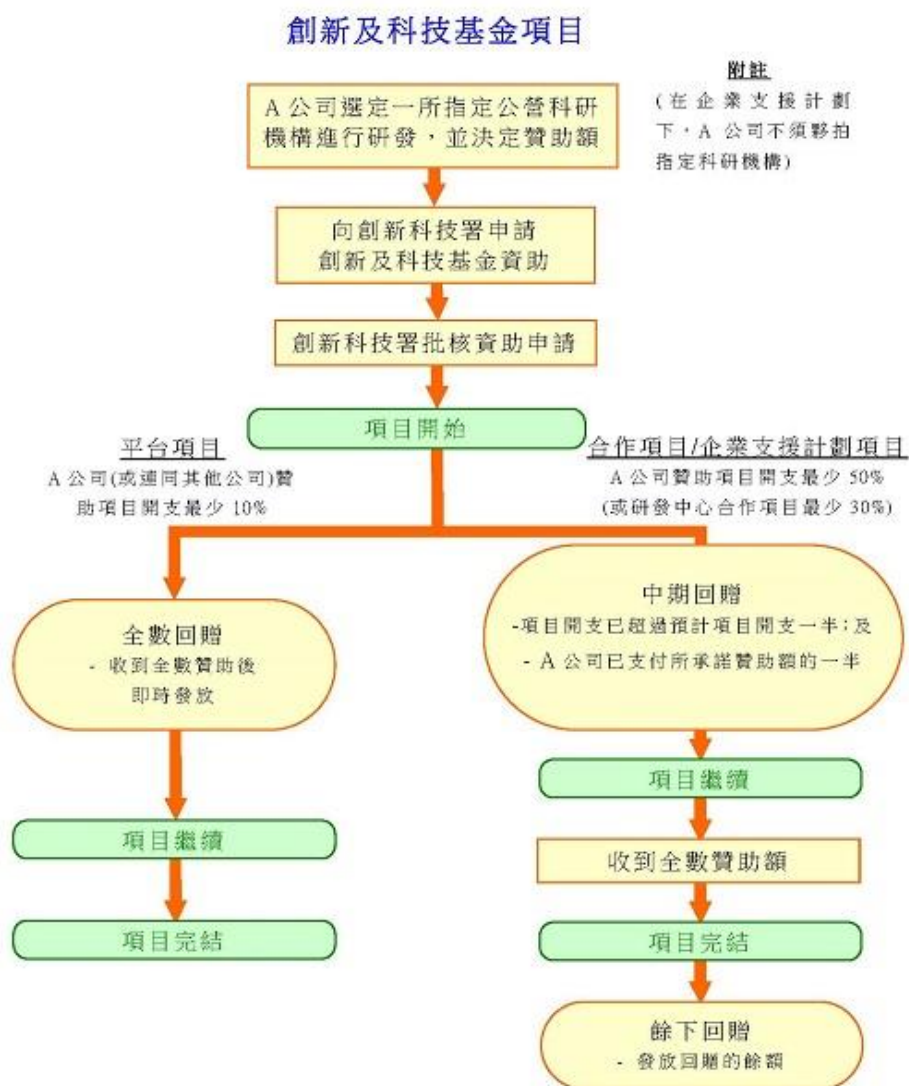 創新及科技基金項目
附註
(在企業支援計劃
下，A 公司不須夥拍
指定科研機構)
A 公司選定一所指定公營科研
機構進行研發，並決定贊助額
向創新科技署申請
創新及科技基金資助
創新科技署批核資助申請
項目開始
平台項目
A 公司(或連同其他公司)贊
助項目開支最少 10%
合作項目/企業支援計劃項目
A 公司贊助項目開支最少 50%
(或研發中心合作項目最少 30%)
全數回贈
- 收到全數贊助後
即時發放
項目繼續
項目完結
中期回贈
-項目開支已超過預計項目開支一半；及
- A 公司已支付所承諾贊助額的一半
項目繼續
收到全數贊助額
項目完結
餘下回贈
- 發放回贈的餘額